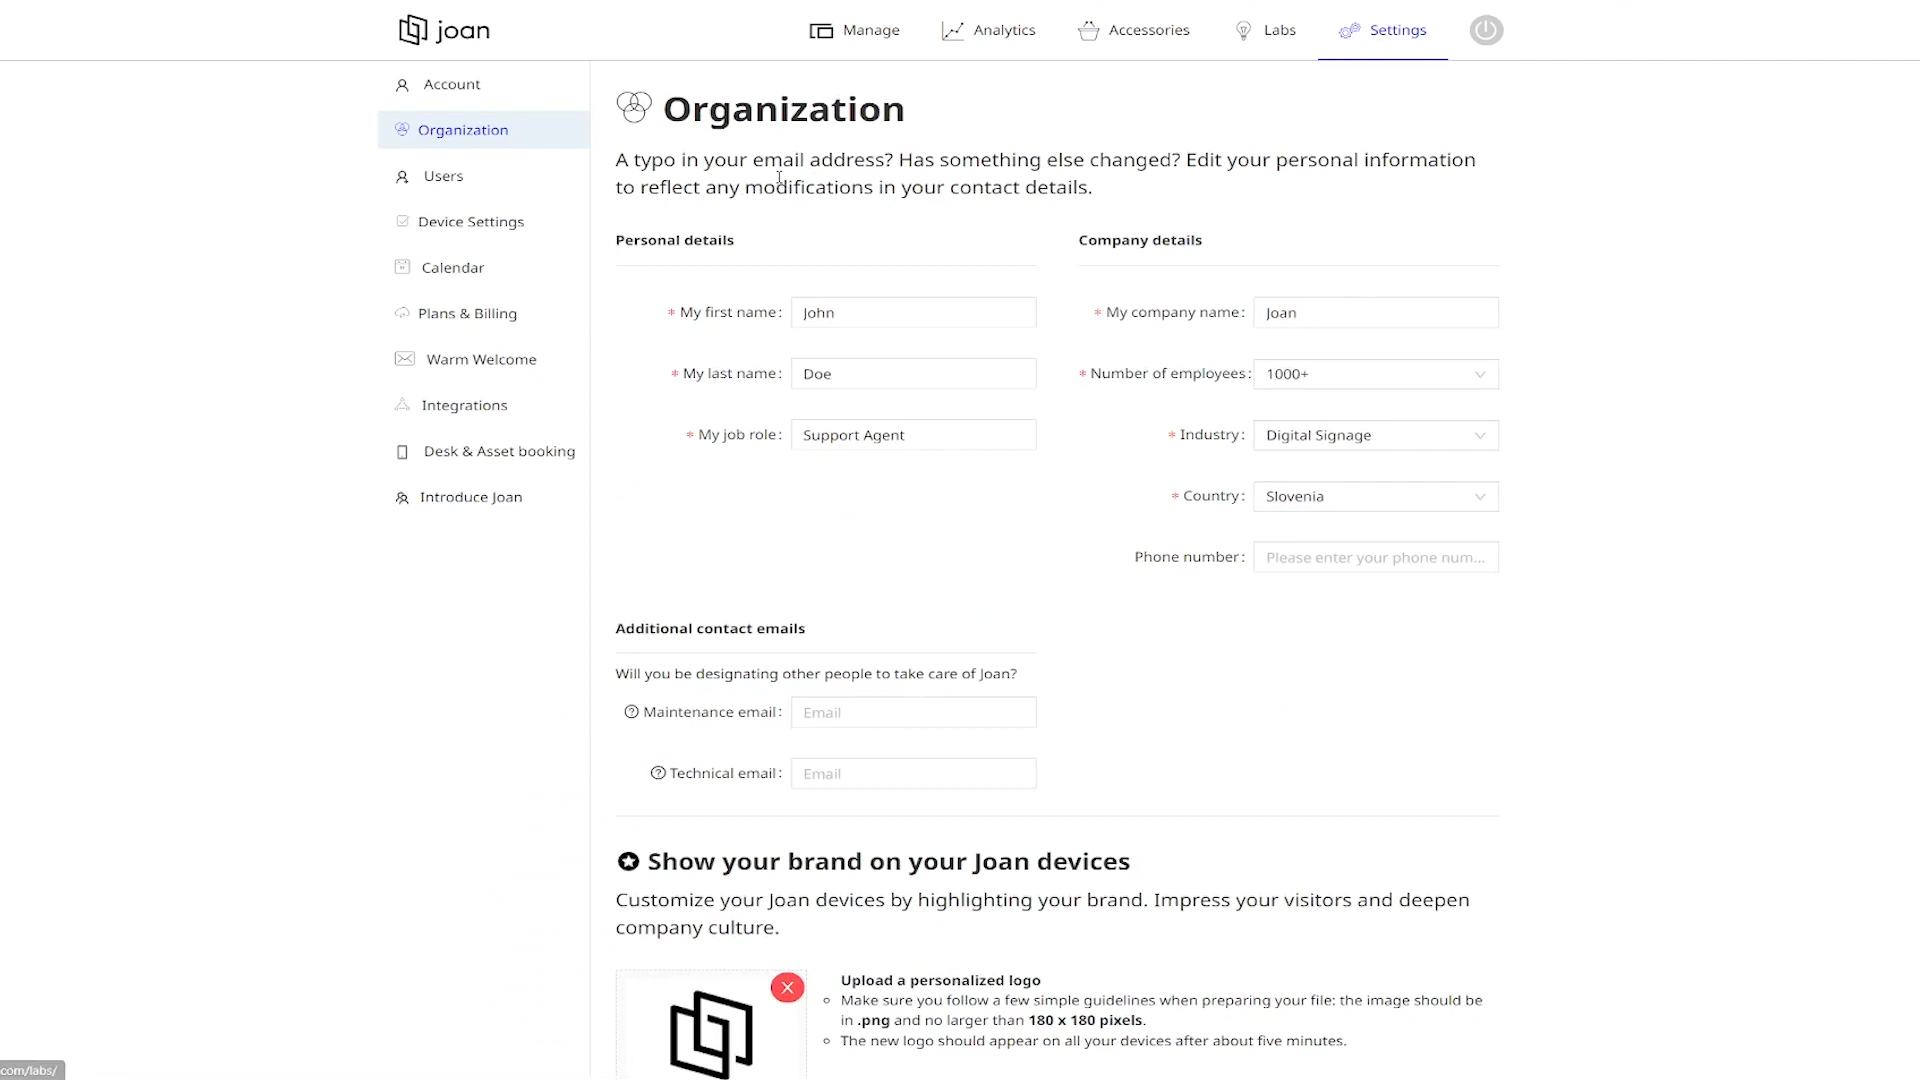 joan
Manage
Analytics
Accessories
Labs
Settings
Account
Organization
Users
Device Settings
Calendar
Plans & Billing
Warm Welcome
Integrations
Desk & Asset booking
Introduce Joan
Organization
A typo in your email address? Has something else changed? Edit your personal information
to reflect any modifications in your contact details.
Personal details
* My first name: John
* My last name: Doe
* My job role: Support Agent
Company details
* My company name: Joan
* Number of employees: 1000+
* Industry: Digital Signage
* Country: Slovenia
Phone number: Please enter your phone num...
Additional contact emails
Will you be designating other people to take care of Joan?
Maintenance email: Email
Technical email: Email
Show your brand on your Joan devices
Customize your Joan devices by highlighting your brand. Impress your visitors and deepen
company culture.
Upload a personalized logo
Make sure you follow a few simple guidelines when preparing your file: the image should be
in .png and no larger than 180 x 180 pixels.
The new logo should appear on all your devices after about five minutes.
com/labs/